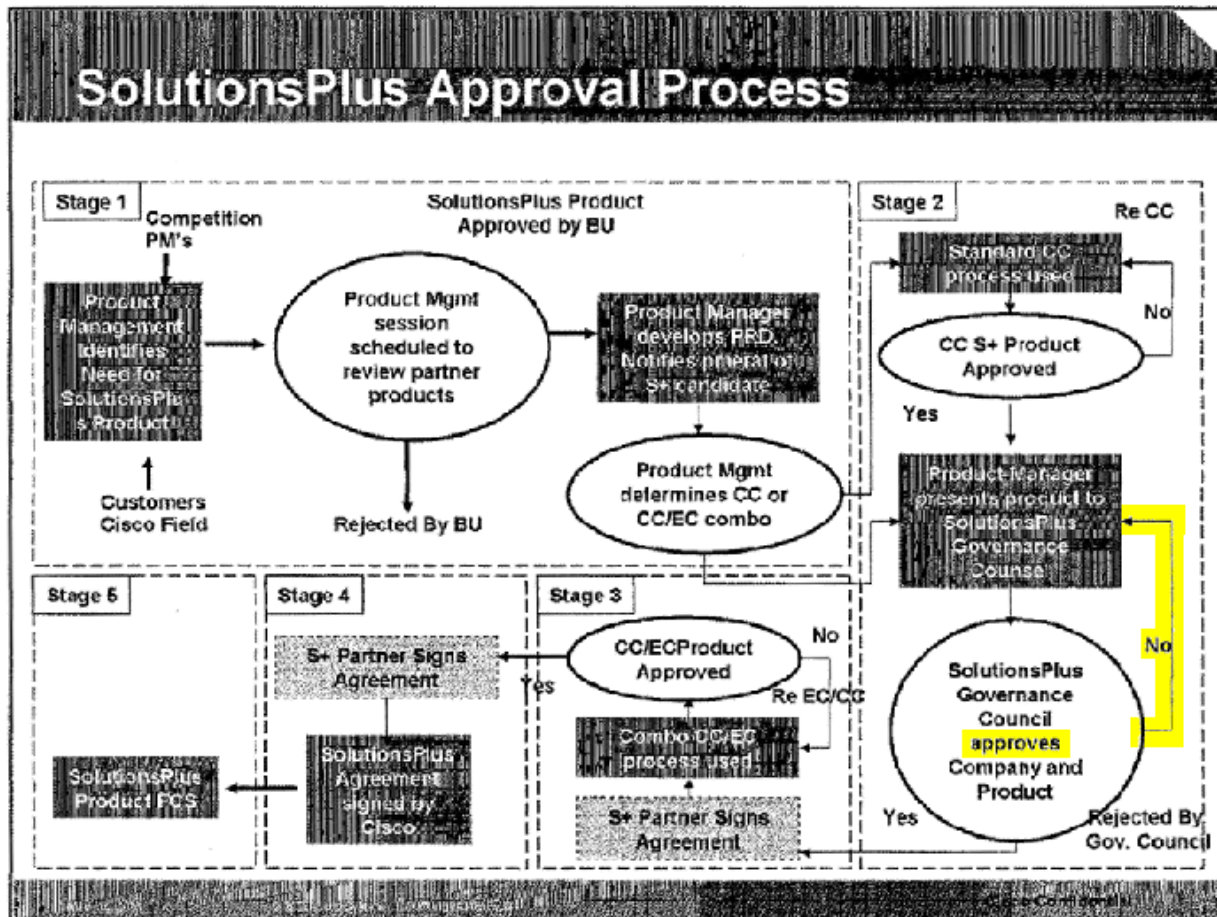 SolutionsPlus Approval Process
Stage 1
Competition
PM's
Product
Management
Identifies
Need for
SolutionsPlu
s Product
Customers
Cisco Field
SolutionsPlus Product
Approved by BU
Product Mgmt
session
scheduled to
review partner
products
Rejected By BU
Product Manager
develops PRD.
Notifies
S+ candidate
Product Mgmt
determines CC or
CC/EC combo
Stage 2
Re CC
Standard CC
process used
No
CC S+ Product
Approved
Yes
Product Manager
presents product to
SolutionsPlus
Governance
Counse
No
SolutionsPlus
Governance
Council
approves
Company and
Product
Yes
Rejected By
Gov. Council
Stage 3
CC/ECProduct
Approved
No
Yes
Re EC/CC
Combo CC/EC
process used
S+ Partner Signs
Agreement
Stage 4
S+ Partner Signs
Agreement
SolutionsPlus
Agreement
signed by
Cisco
Stage 5
SolutionsPlus
Product FCS
Cisco Confidential